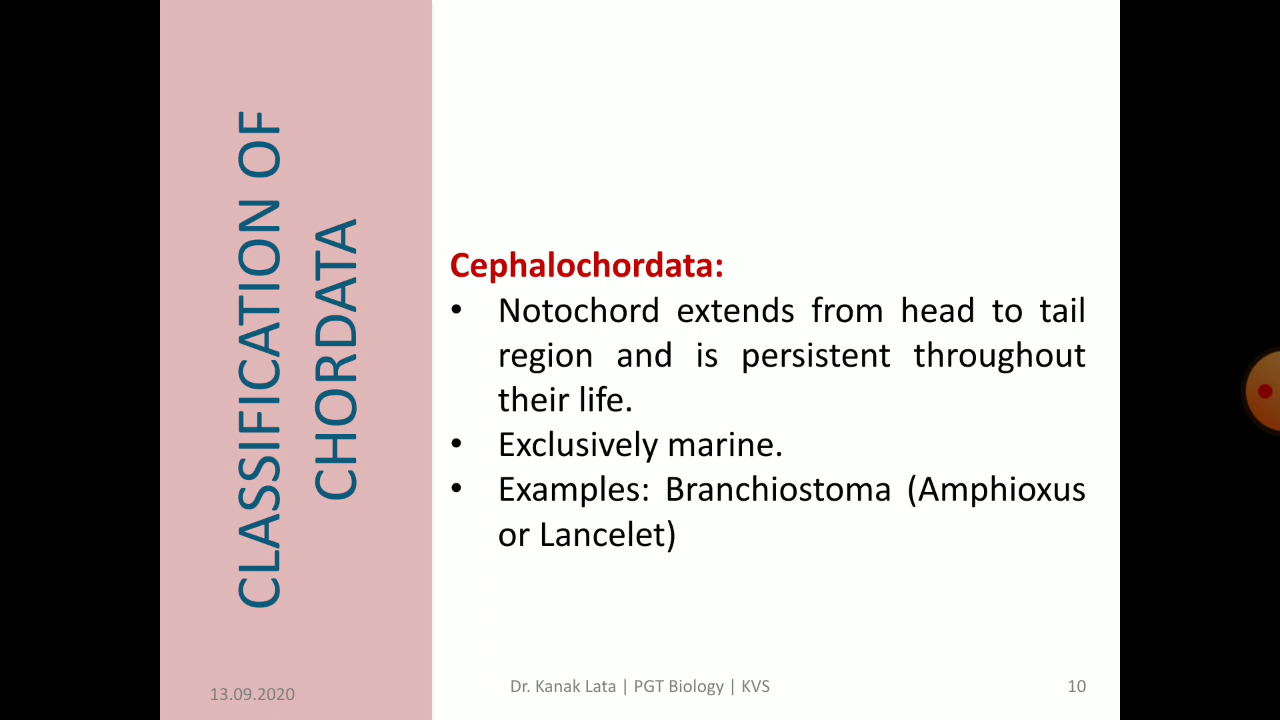 CLASSIFICATION OF
CHORDATA
Cephalochordata:
• Notochord extends from head to tail
region and is persistent throughout
their life.
• Exclusively marine.
• Examples: Branchiostoma (Amphioxus
or Lancelet)
13.09.2020
Dr. Kanak Lata | PGT Biology | KVS
10